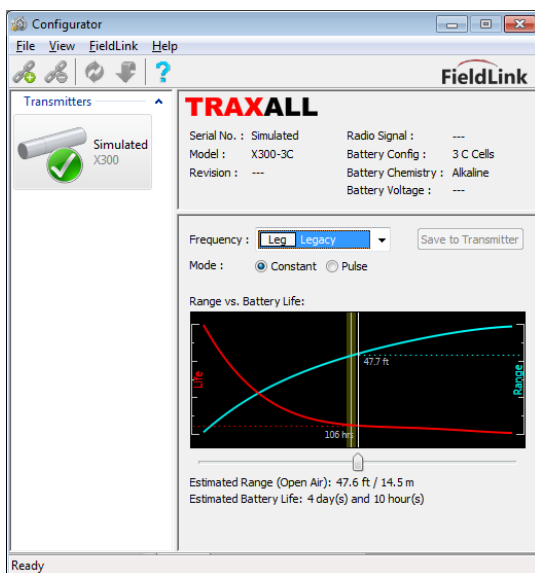 Configurator
File View FieldLink Help
FieldLink
Transmitters
Simulated
X300
TRAXALL
Serial No. : Simulated
Model : X300-3C
Revision : ---
Radio Signal : ---
Battery Config : 3 C Cells
Battery Chemistry : Alkaline
Battery Voltage : ---
Frequency : Leg Legacy
Save to Transmitter
Mode : Constant Pulse
Range vs. Battery Life:
Life
47.7 ft
Range
106 hrs
Estimated Range (Open Air): 47.6 ft / 14.5 m
Estimated Battery Life: 4 day(s) and 10 hour(s)
Ready